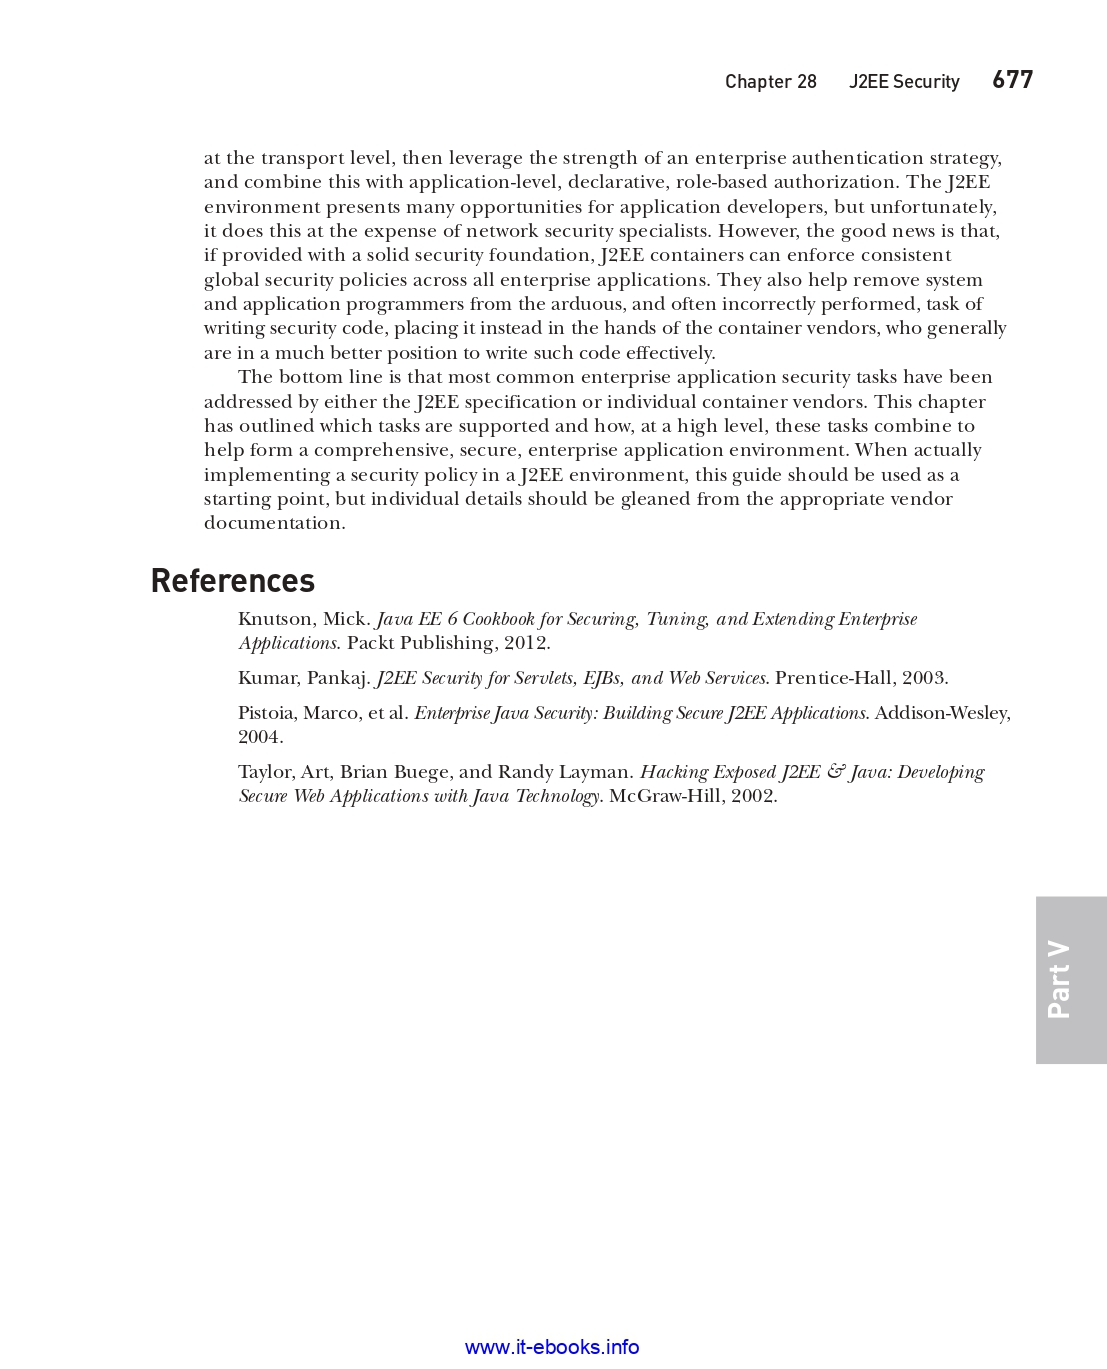 Chapter 28 J2EE Security 677
at the transport level, then leverage the strength of an enterprise authentication strategy,
and combine this with application-level, declarative, role-based authorization. The J2EE
environment presents many opportunities for application developers, but unfortunately,
it does this at the expense of network security specialists. However, the good news is that,
if provided with a solid security foundation, J2EE containers can enforce consistent
global security policies across all enterprise applications. They also help remove system
and application programmers from the arduous, and often incorrectly performed, task of
writing security code, placing it instead in the hands of the container vendors, who generally
are in a much better position to write such code effectively.
The bottom line is that most common enterprise application security tasks have been
addressed by either the J2EE specification or individual container vendors. This chapter
has outlined which tasks are supported and how, at a high level, these tasks combine to
help form a comprehensive, secure, enterprise application environment. When actually
implementing a security policy in a J2EE environment, this guide should be used as a
starting point, but individual details should be gleaned from the appropriate vendor
documentation.
References
Knutson, Mick. Java EE 6 Cookbook for Securing, Tuning, and Extending Enterprise
Applications. Packt Publishing, 2012.
Kumar, Pankaj. J2EE Security for Servlets, EJBs, and Web Services. Prentice-Hall, 2003.
Pistoia, Marco, et al. Enterprise Java Security: Building Secure J2EE Applications. Addison-Wesley,
2004.
Taylor, Art, Brian Buege, and Randy Layman. Hacking Exposed J2EE & Java: Developing
Secure Web Applications with Java Technology. McGraw-Hill, 2002.
Part V
www.it-ebooks.info